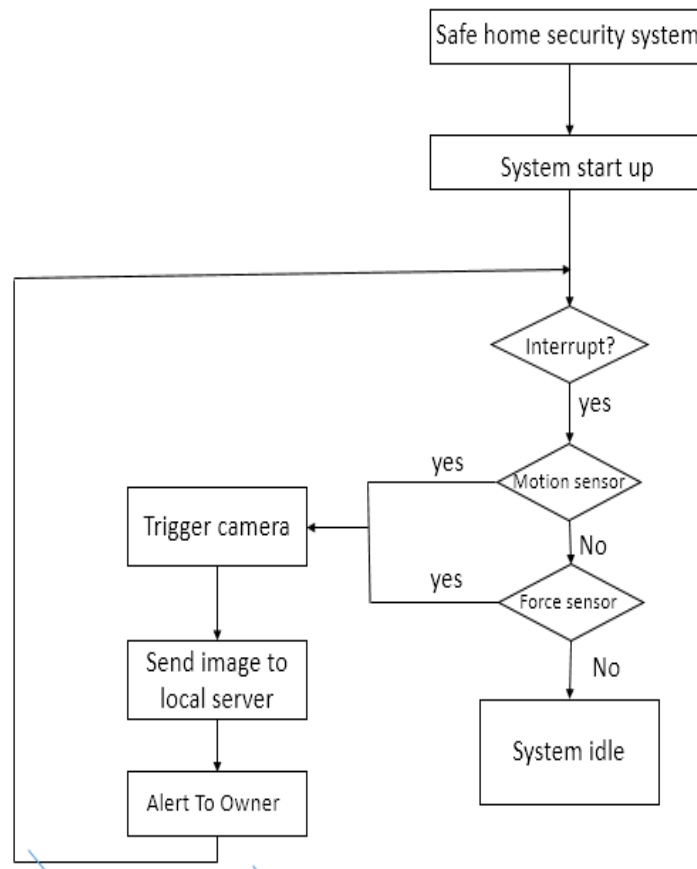 Safe home security system
System start up
Interrupt?
yes
yes
Motion sensor
Trigger camera
No
yes
Force sensor
Send image to
local server
No
System idle
Alert To Owner